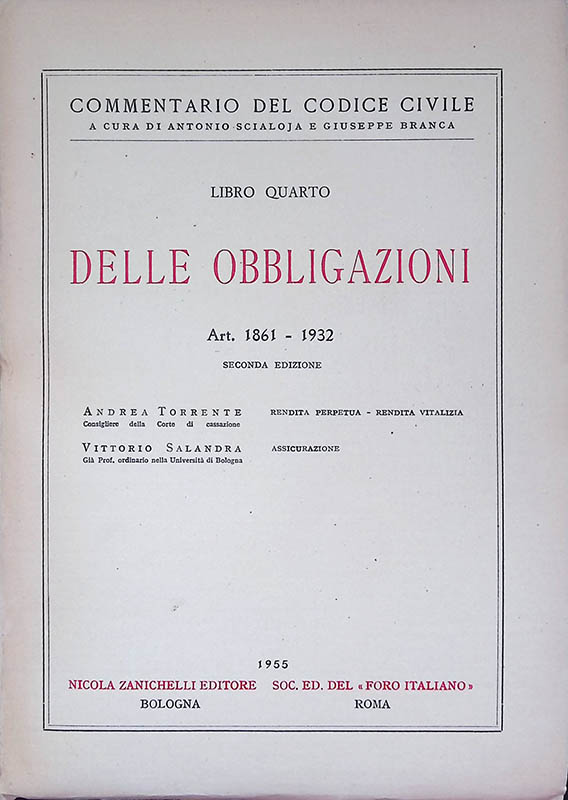 COMMENTARIO DEL CODICE CIVILE
A CURA DI ANTONIO SCIALOJA E GIUSEPPE BRANCA
LIBRO QUARTO
DELLE OBBLIGAZIONI
Art. 1861 - 1932
SECONDA EDIZIONE
ANDREA TORRENTE RENDITA PERPETUA - RENDITA VITALIZIA
Consigliere della Corte di cassazione
VITTORIO SALANDRA ASSICURAZIONE
Già Prof. ordinario nella Università di Bologna
1955
NICOLA ZANICHELLI EDITORE SOC. ED. DEL « FORO ITALIANO »
BOLOGNA ROMA